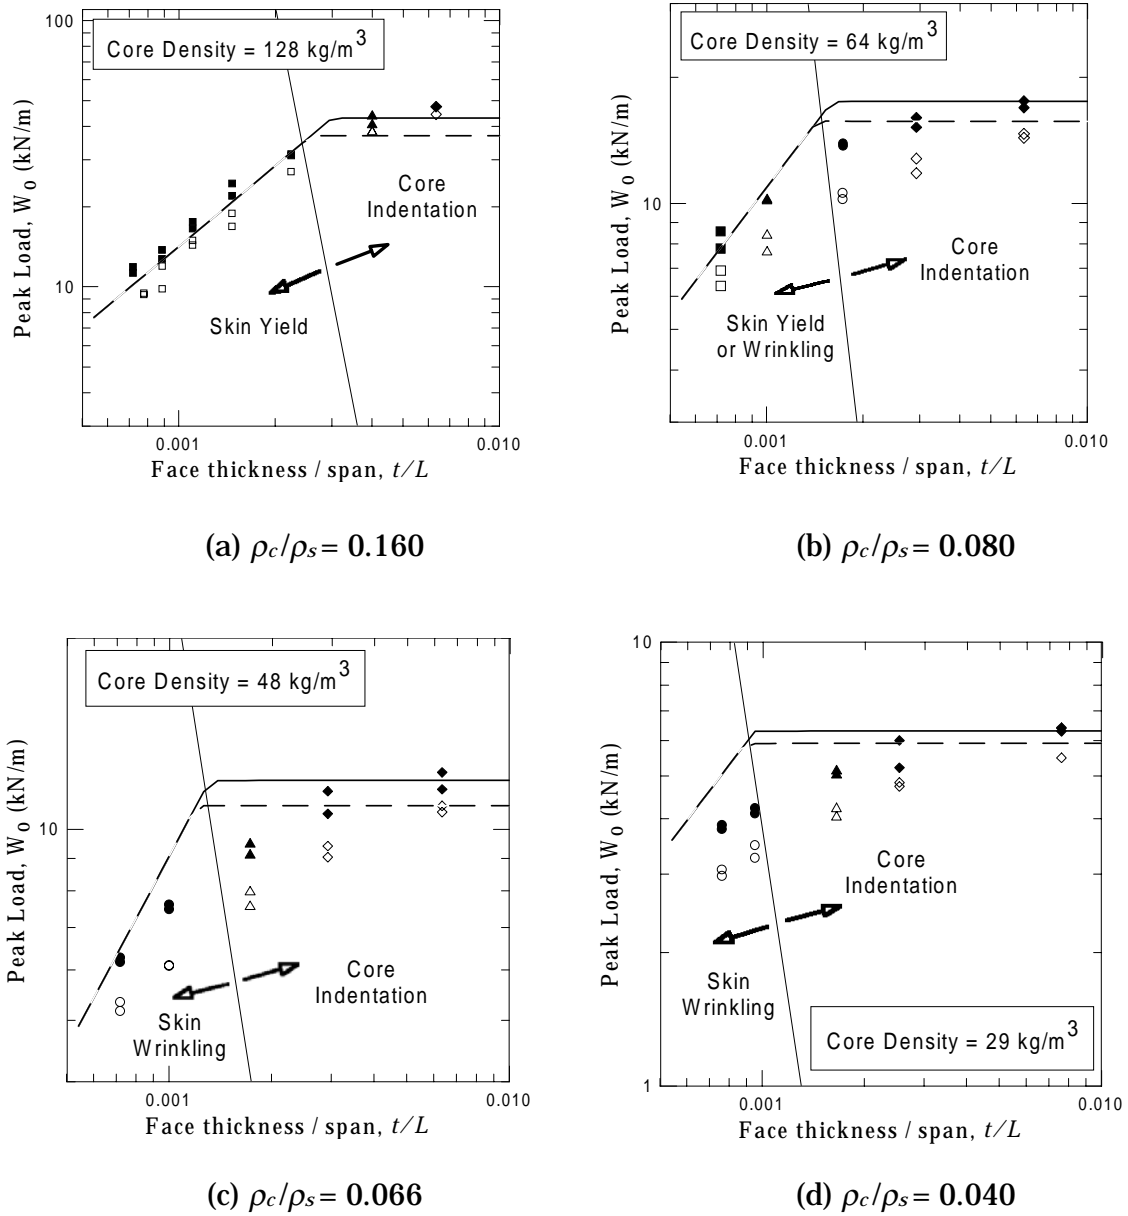 100
Core Density = 128 kg/m3
Peak Load, W0 (kN/m)
Core
Indentation
10
Skin Yield
0.001
0.010
Face thickness / span, t/L
(a) ρc/ρs= 0.160
Core Density = 64 kg/m3
Peak Load, W0 (kN/m)
10
Core
Indentation
Skin Yield
or Wrinkling
0.001
0.010
Face thickness / span, t/L
(b) ρc/ρs= 0.080
Core Density = 48 kg/m3
Peak Load, W0 (kN/m)
10
Core
Indentation
Skin
Wrinkling
0.001
0.010
Face thickness / span, t/L
(c) ρc/ρs= 0.066
10
Peak Load, W0 (kN/m)
Core
Indentation
Skin
Wrinkling
Core Density = 29 kg/m3
1
0.001
0.010
Face thickness / span, t/L
(d) ρc/ρs= 0.040